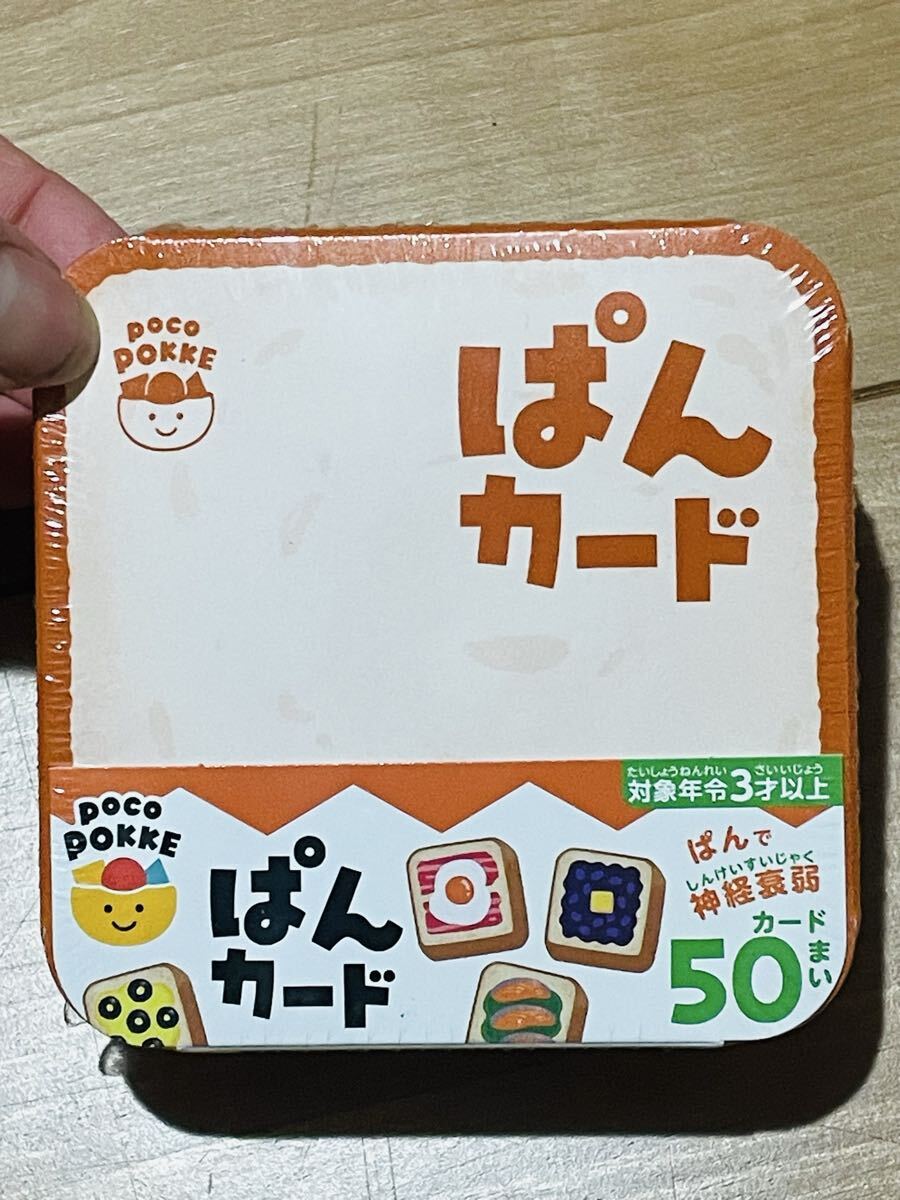 poco
POKKE
ぱん
カード
たいしょうねんれい さいいじょう
対象年令3才以上
poco
POKKE
ぱん
カード
ぱんで
しんけいすいじゃく
神経衰弱
カード
50まい